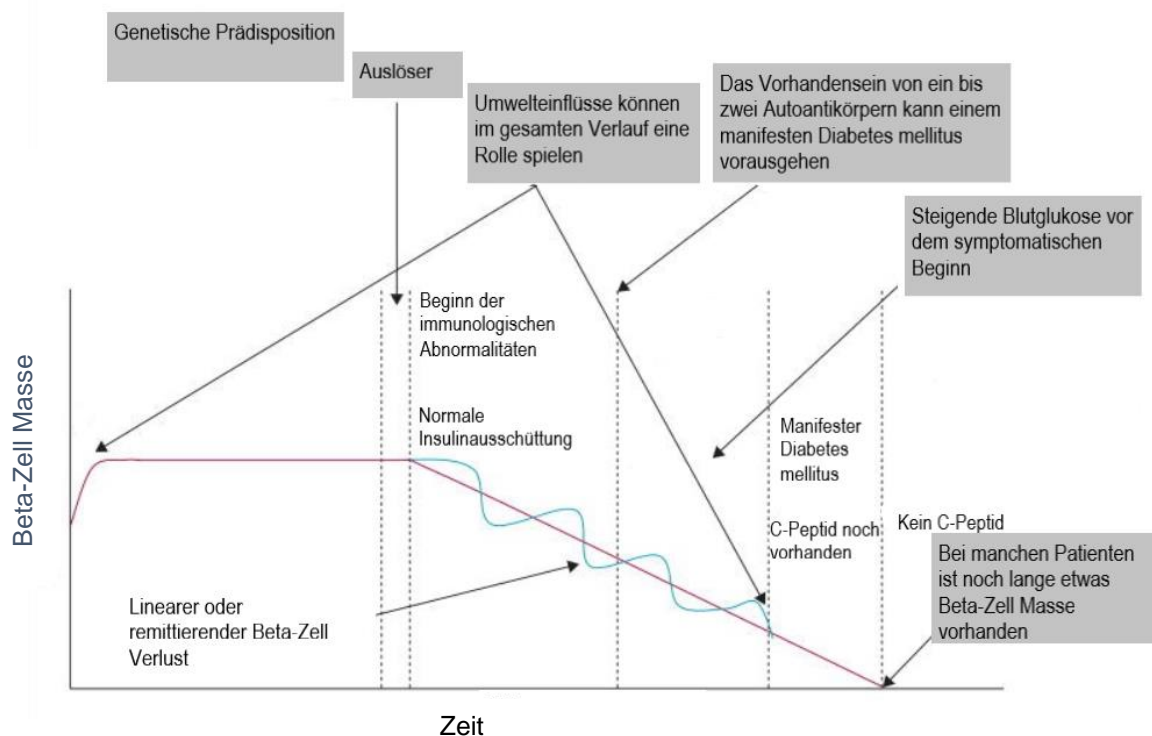 Genetische Prädisposition
Auslöser
Umwelteinflüsse können
im gesamten Verlauf eine
Rolle spielen
Das Vorhandensein von ein bis
zwei Autoantikörpern kann einem
manifesten Diabetes mellitus
vorausgehen
Steigende Blutglukose vor
dem symptomatischen
Beginn
Beginn der
immunologischen
Abnormalitäten
Normale
Insulinausschüttung
Manifester
Diabetes
mellitus
C-Peptid noch
vorhanden
Kein C-Peptid
Bei manchen Patienten
ist noch lange etwas
Beta-Zell Masse
vorhanden
Linearer oder
remittierender Beta-Zell
Verlust
Beta-Zell Masse
Zeit